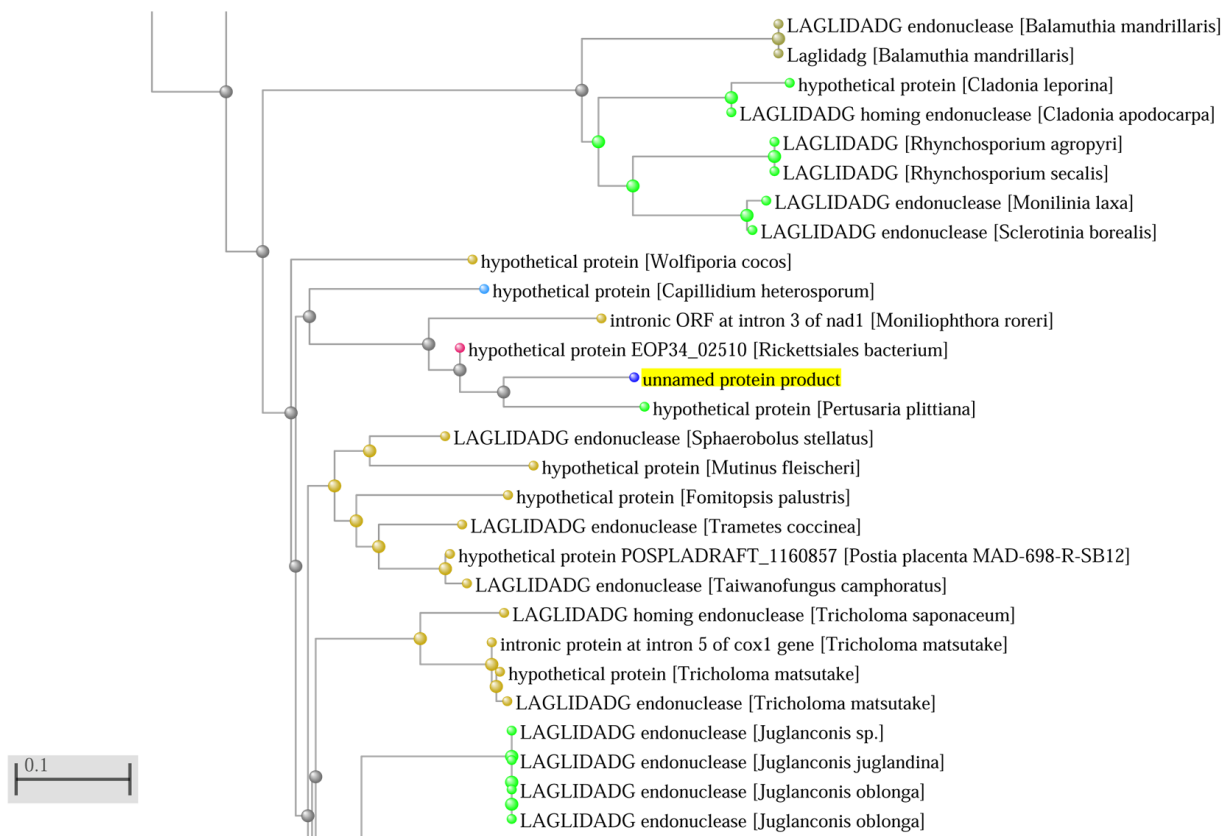 LAGLIDADG endonuclease [Balamuthia mandrillaris]
Laglidadg [Balamuthia mandrillaris]
hypothetical protein [Cladonia leporina]
LAGLIDADG homing endonuclease [Cladonia apodocarpa]
LAGLIDADG [Rhynchosporium agropyri]
LAGLIDADG [Rhynchosporium secalis]
LAGLIDADG endonuclease [Monilinia laxa]
LAGLIDADG endonuclease [Sclerotinia borealis]
hypothetical protein [Wolfiporia cocos]
hypothetical protein [Capillidium heterosporum]
intronic ORF at intron 3 of nad1 [Moniliophthora roreri]
hypothetical protein EOP34_02510 [Rickettsiales bacterium]
unnamed protein product
hypothetical protein [Pertusaria plittiana]
LAGLIDADG endonuclease [Sphaerobolus stellatus]
hypothetical protein [Mutinus fleischeri]
hypothetical protein [Fomitopsis palustris]
LAGLIDADG endonuclease [Trametes coccinea]
hypothetical protein POSPLADRAFT_1160857 [Postia placenta MAD-698-R-SB12]
LAGLIDADG endonuclease [Taiwanofungus camphoratus]
LAGLIDADG homing endonuclease [Tricholoma saponaceum]
intronic protein at intron 5 of cox1 gene [Tricholoma matsutake]
hypothetical protein [Tricholoma matsutake]
LAGLIDADG endonuclease [Tricholoma matsutake]
LAGLIDADG endonuclease [Juglanconis sp.]
LAGLIDADG endonuclease [Juglanconis juglandina]
LAGLIDADG endonuclease [Juglanconis oblonga]
LAGLIDADG endonuclease [Juglanconis oblonga]
0.1